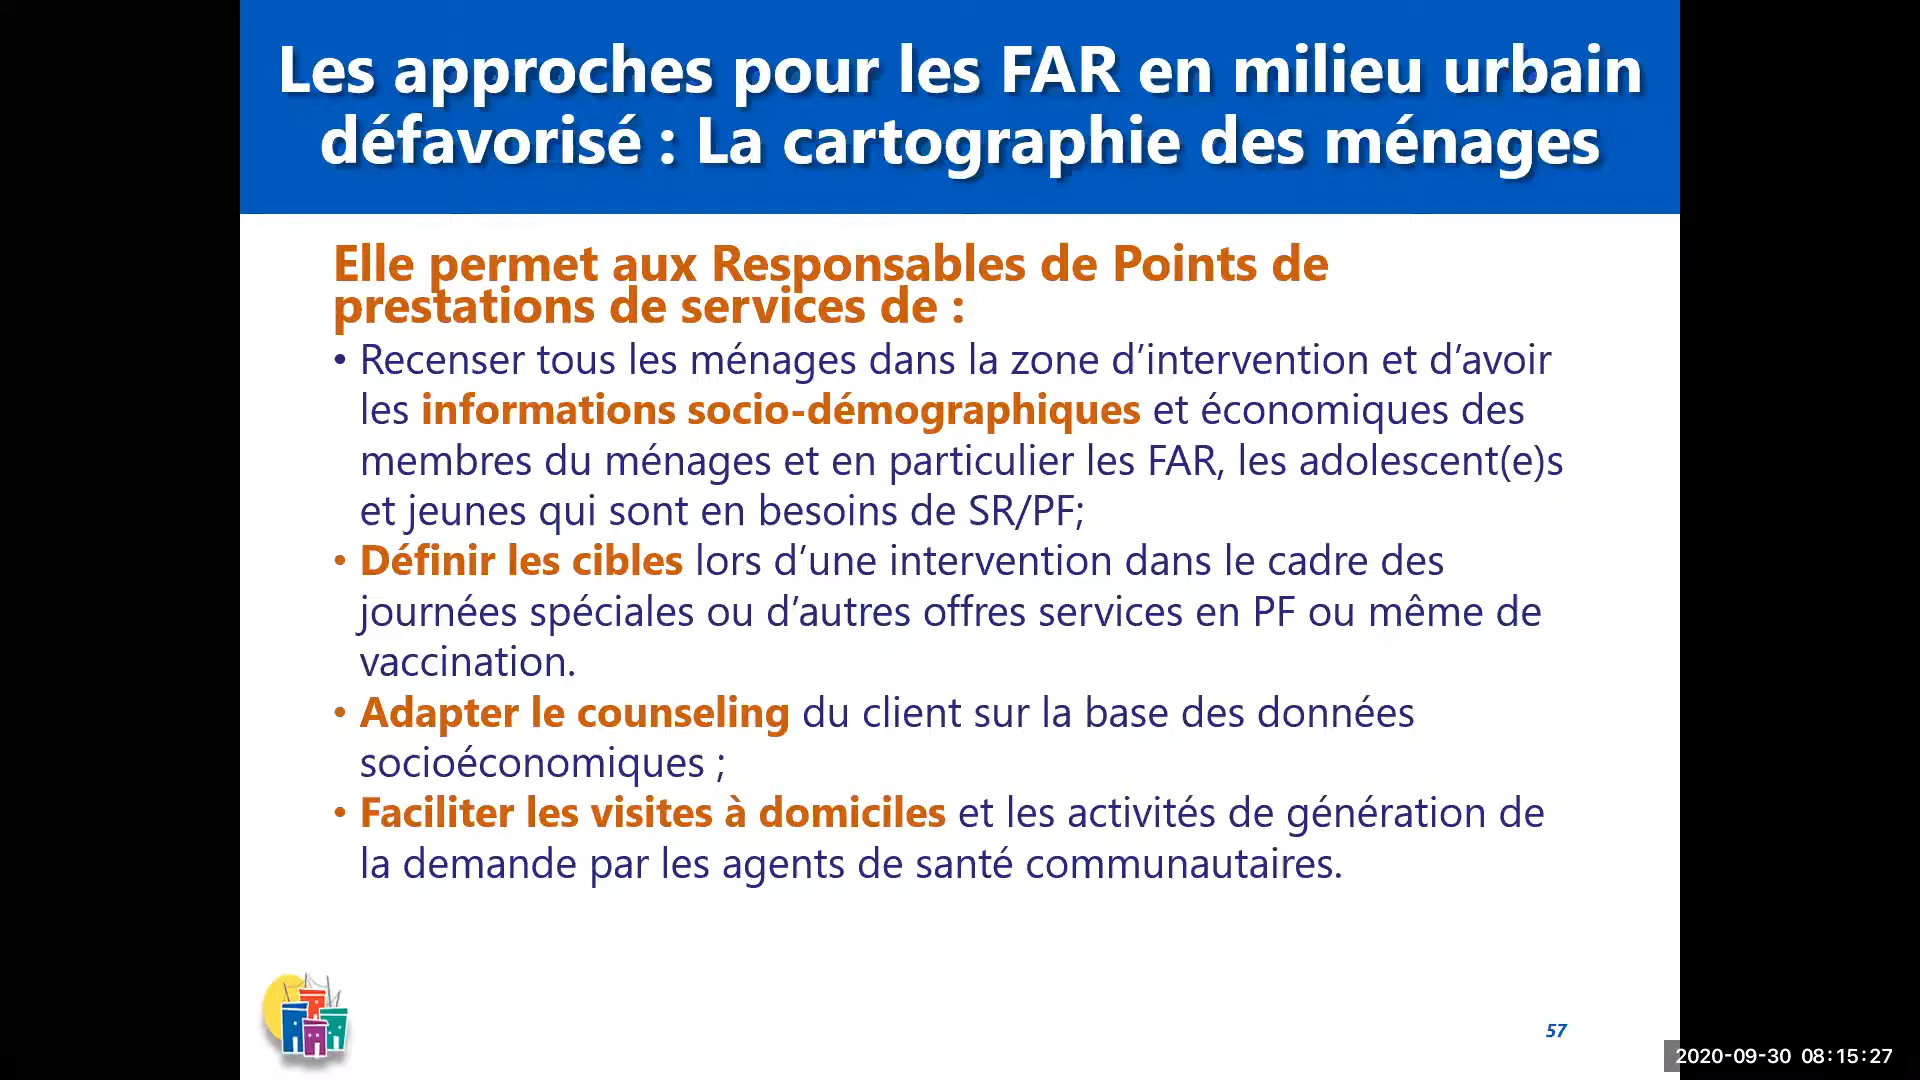 Les approches pour les FAR en milieu urbain
défavorisé : La cartographie des ménages
Elle permet aux Responsables de Points de
prestations de services de :
• Recenser tous les ménages dans la zone d’intervention et d’avoir
les informations socio-démographiques et économiques des
membres du ménages et en particulier les FAR, les adolescent(e)s
et jeunes qui sont en besoins de SR/PF;
• Définir les cibles lors d’une intervention dans le cadre des
journées spéciales ou d’autres offres services en PF ou même de
vaccination.
• Adapter le counseling du client sur la base des données
socioéconomiques ;
• Faciliter les visites à domiciles et les activités de génération de
la demande par les agents de santé communautaires.
57
2020-09-30 08:15:27